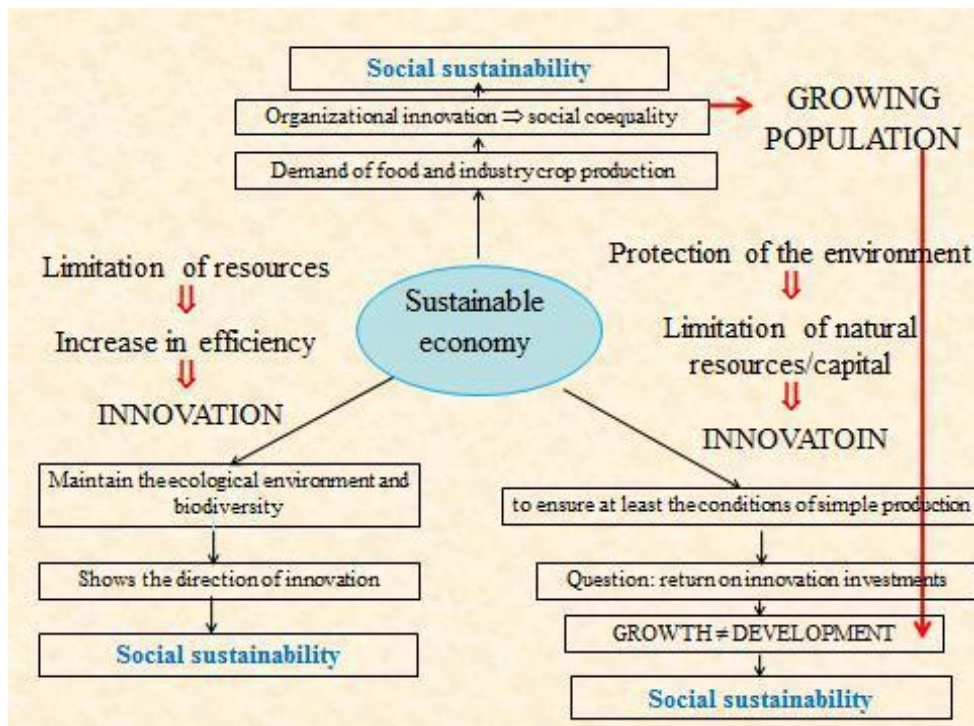 Social sustainability
Organizational innovation ⇒ social coequality
GROWING
POPULATION
Demand of food and industry crop production
Limitation of resources
Increase in efficiency
INNOVATION
Sustainable
economy
Protection of the environment
Limitation of natural
resources/capital
INNOVATOIN
Maintain the ecological environment and
biodiversity
Shows the direction of innovation
Social sustainability
to ensure at least the conditions of simple production
Question: return on innovation investments
GROWTH ≠ DEVELOPMENT
Social sustainability